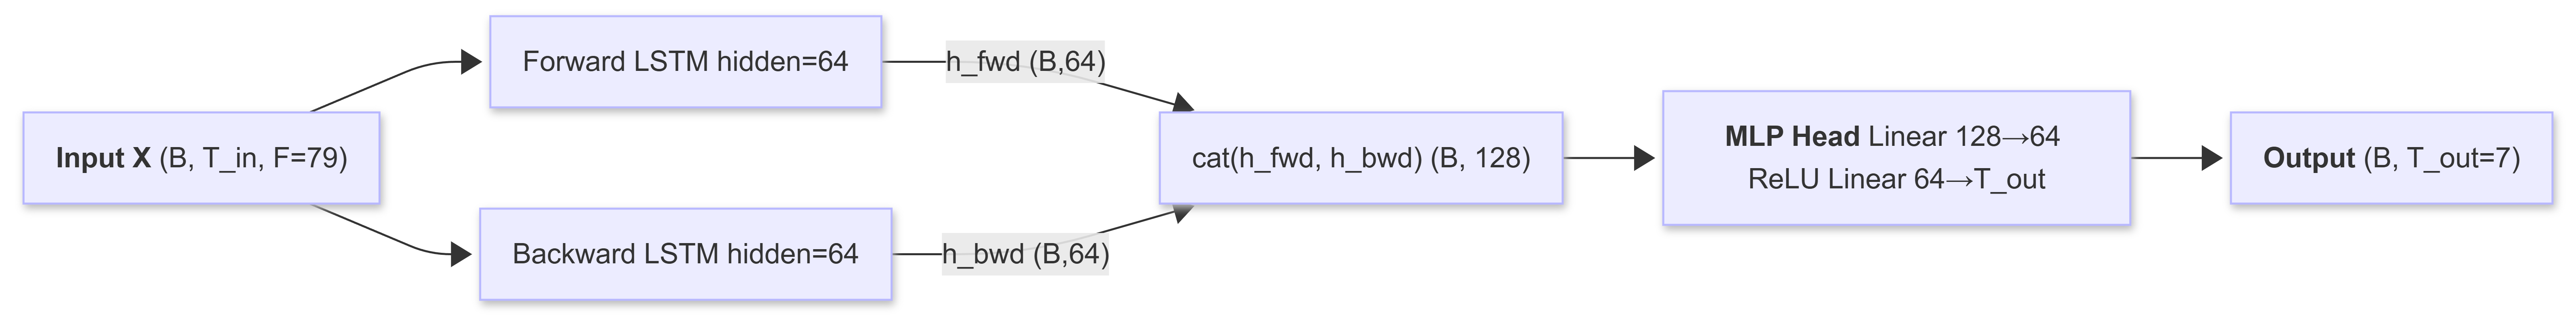 Input X (B, T_in, F=79)
Forward LSTM hidden=64
Backward LSTM hidden=64
h_fwd (B,64)
h_bwd (B,64)
cat(h_fwd, h_bwd) (B, 128)
MLP Head Linear 128→64
ReLU Linear 64→T_out
Output (B, T_out=7)